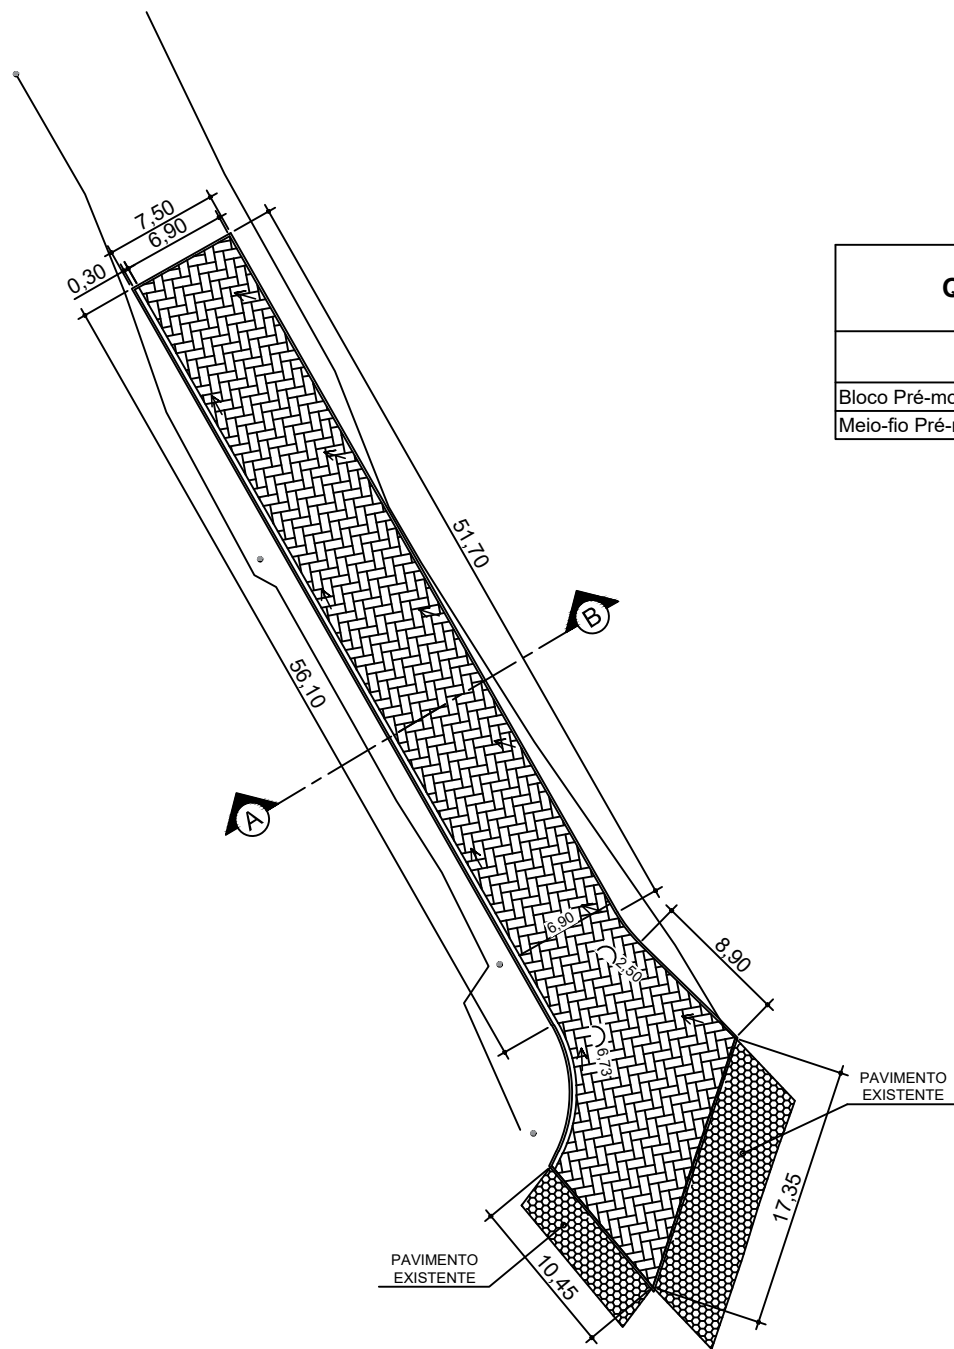 7,50
6,90
0,30
Q
Bloco Pré-mo
Meio-fio Pré-
51,70
B
56,10
A
6,90
2,50
8,90
6,73
PAVIMENTO
EXISTENTE
17,35
PAVIMENTO
EXISTENTE
10,45